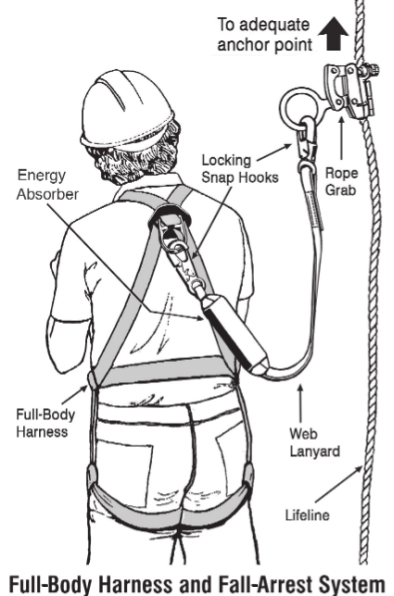 To adequate
anchor point
Locking
Snap Hooks
Rope
Grab
Energy
Absorber
Full-Body
Harness
Web
Lanyard
Lifeline
Full-Body Harness and Fall-Arrest System